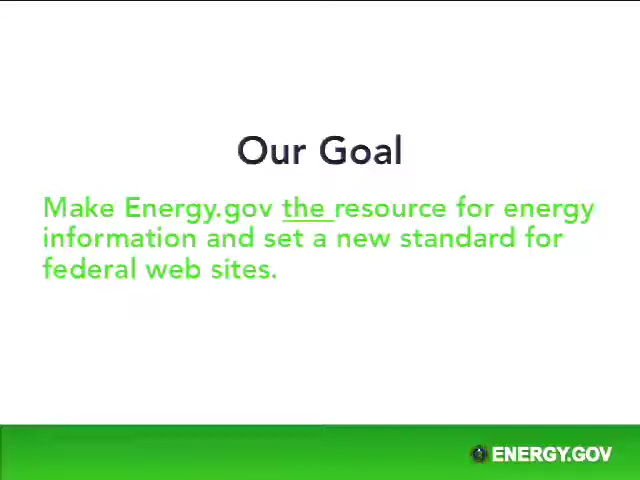 Our Goal
Make Energy.gov the resource for energy
information and set a new standard for
federal web sites.
ENERGY.GOV